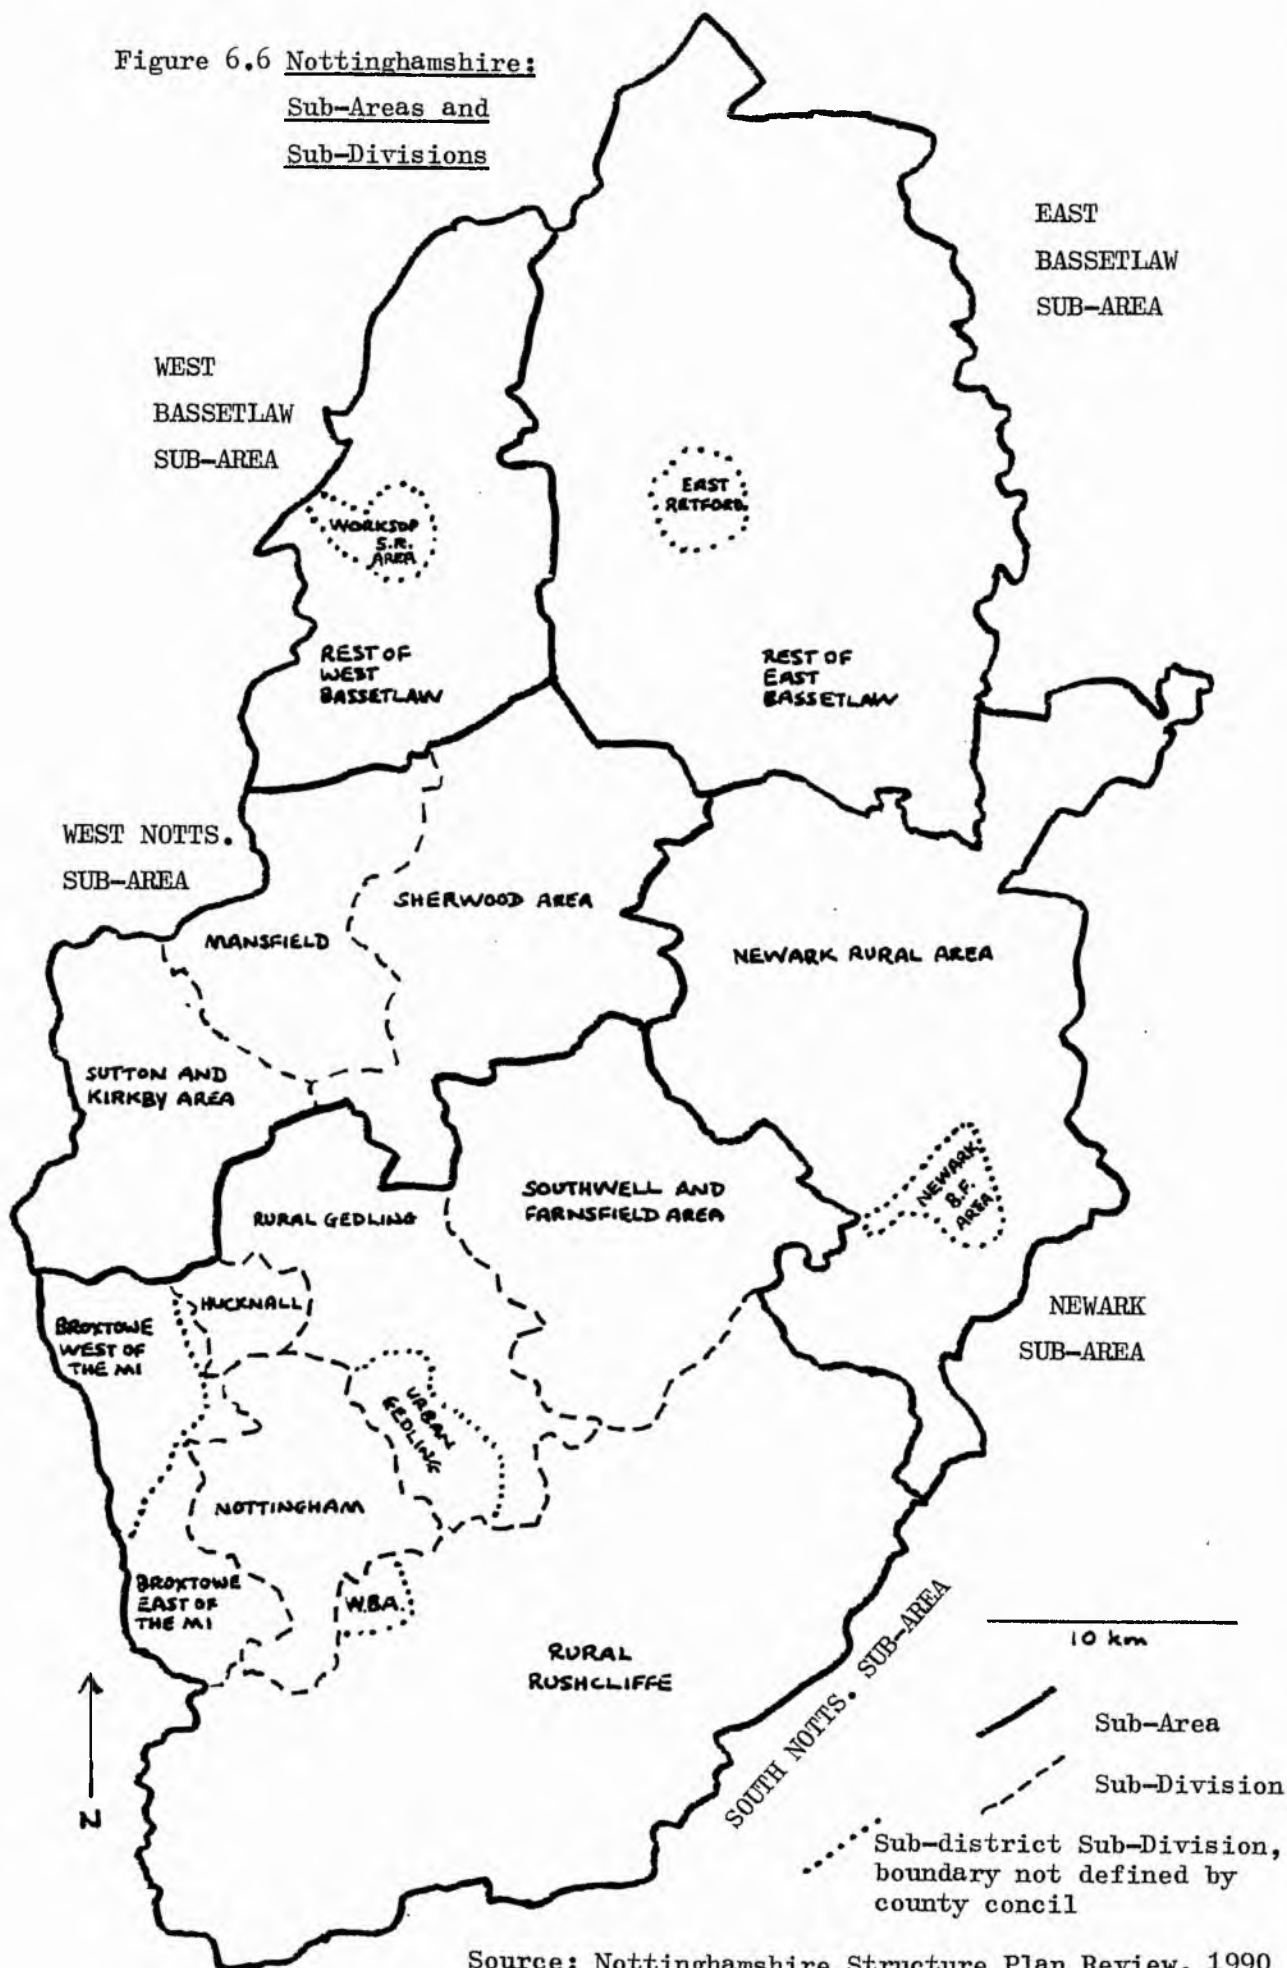 Figure 6.6 Nottinghamshire:
Sub-Areas and
Sub-Divisions
EAST
BASSETLAW
SUB-AREA
WEST
BASSETLAW
SUB-AREA
EAST
RETFORD
WORKSOP
S.R.
AREA
REST OF
WEST
BASSETLAW
REST OF
EAST
BASSETLAW
WEST NOTTS.
SUB-AREA
SHERWOOD AREA
MANSFIELD
NEWARK RURAL AREA
SUTTON AND
KIRKBY AREA
NEWARK
B.F.
AREA
SOUTHWELL AND
FARNSFIELD AREA
RURAL GEDLING
HUCKNALL
BROXTOWE
WEST OF
THE M1
NEWARK
SUB-AREA
URBAN
GEDLING
NOTTINGHAM
BROXTOWE
EAST OF
THE M1
W.B.A.
RURAL
RUSHCLIFFE
SOUTH NOTTS. SUB-AREA
10 km
N
Sub-Area
Sub-Division
Sub-district Sub-Division,
boundary not defined by
county concil
Source: Nottinghamshire Structure Plan Review, 1990